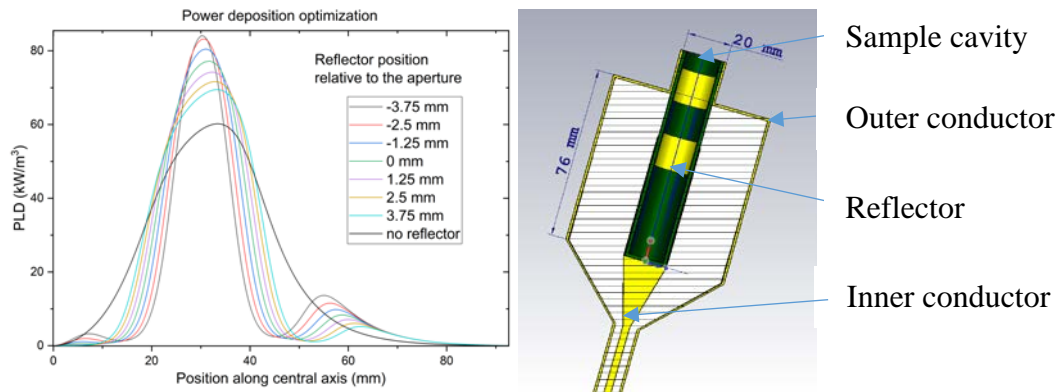 Power deposition optimization
PLD (kW/m³)
80
60
40
20
0
0
20
40
60
80
Position along central axis (mm)
Reflector position
relative to the aperture
-3.75 mm
-2.5 mm
-1.25 mm
0 mm
1.25 mm
2.5 mm
3.75 mm
no reflector
20 mm
76 mm
Sample cavity
Outer conductor
Reflector
Inner conductor